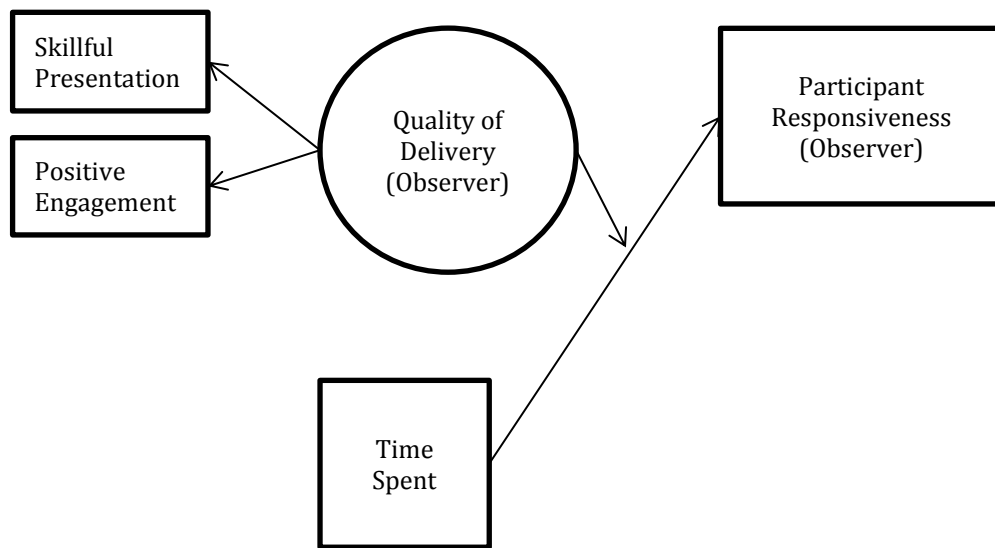 Skillful
Presentation
Positive
Engagement
Quality of
Delivery
(Observer)
Participant
Responsiveness
(Observer)
Time
Spent